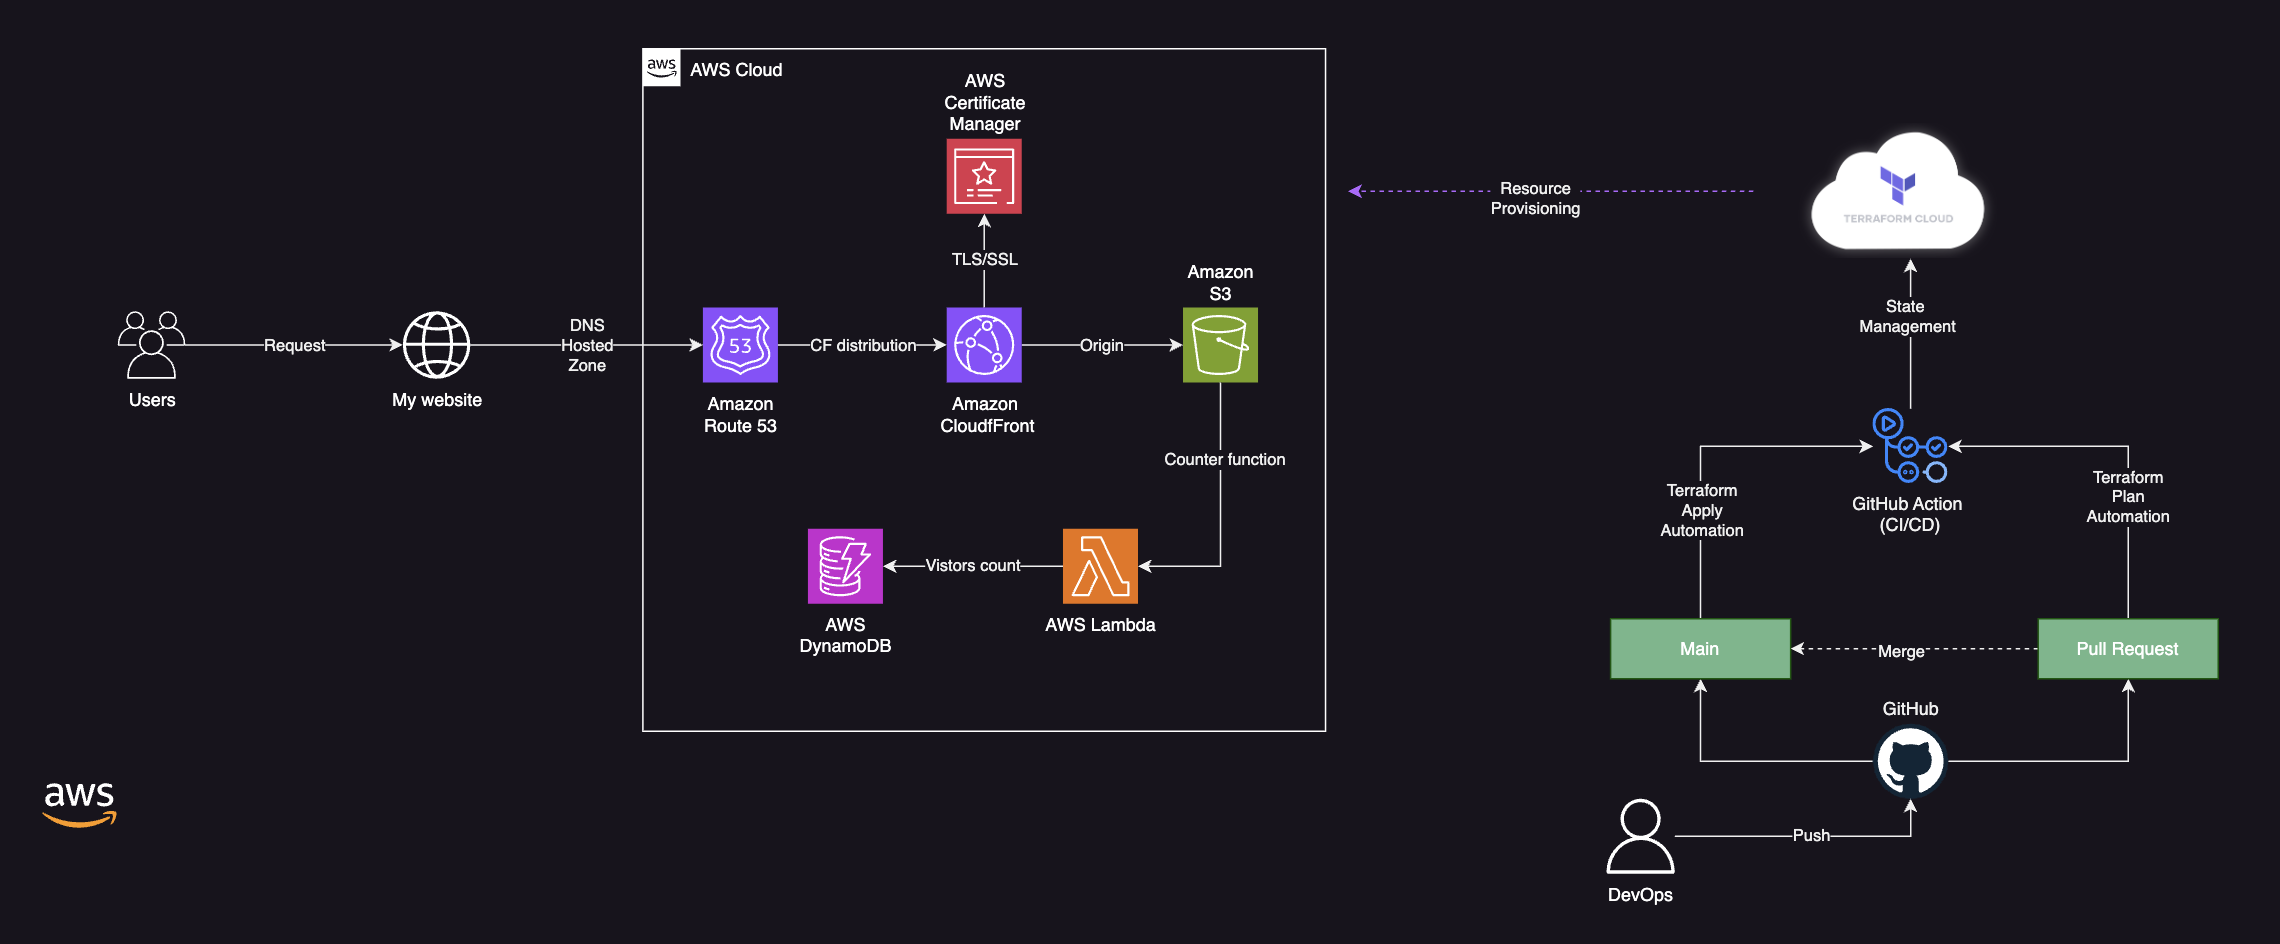 aws
AWS Cloud
AWS
Certificate
Manager
TLS/SSL
Amazon
S3
Users
Request
My website
DNS
Hosted
Zone
53
Amazon
Route 53
CF distribution
Amazon
CloudfFront
Origin
Counter function
AWS
DynamoDB
Vistors count
AWS Lambda
Resource
Provisioning
TERRAFORM CLOUD
State
Management
GitHub Action
(CI/CD)
Terraform
Apply
Automation
Terraform
Plan
Automation
Main
Merge
Pull Request
GitHub
Push
DevOps
aws